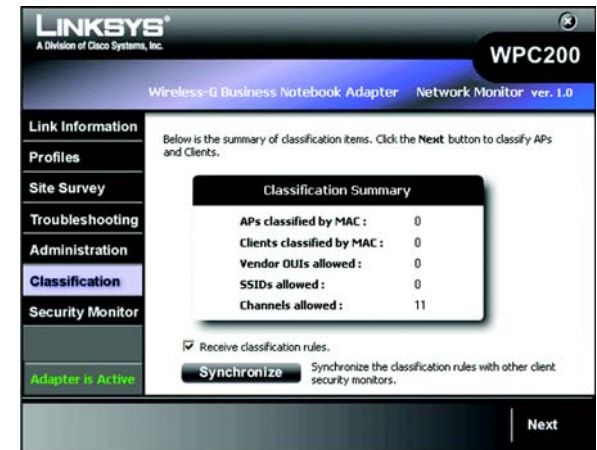 LINKSYS®
A Division of Cisco Systems, Inc.
WPC200
Wireless-G Business Notebook Adapter Network Monitor ver. 1.0
Link Information
Profiles
Site Survey
Troubleshooting
Administration
Classification
Security Monitor
Adapter is Active
Below is the summary of classification items. Click the Next button to classify APs
and Clients.
Classification Summary
APs classified by MAC : 0
Clients classified by MAC : 0
Vendor OUIs allowed : 0
SSIDs allowed : 0
Channels allowed : 11
Receive classification rules.
Synchronize
Synchronize the classification rules with other client
security monitors.
Next